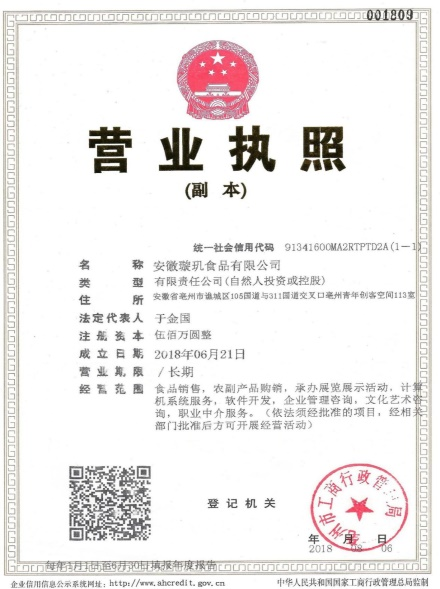 001809
营业执照
(副 本)
统一社会信用代码 91341600MA2RTPTD2A(1-1)
名 称 安徽璇玑食品有限公司
类 型 有限责任公司(自然人投资或控股)
住 所 安徽省亳州市谯城区105国道与311国道交叉口亳州青年创客空间113室
法定代表人 于金国
注册资本 伍佰万圆整
成立日期 2018年06月21日
营业期限 /长期
经营范围 食品销售，农副产品购销，承办展览展示活动，计算
机系统服务，软件开发，企业管理咨询，文化艺术咨
询，职业中介服务。（依法须经批准的项目，经相关
部门批准后方可开展经营活动）
登记机关
亳州市工商行政管理局
年 月 日
2018 08 06
每年1月1日至6月30日填报年度报告
企业信用信息公示系统网址：http://www.ahcredit.gov.cn 中华人民共和国国家工商行政管理总局监制